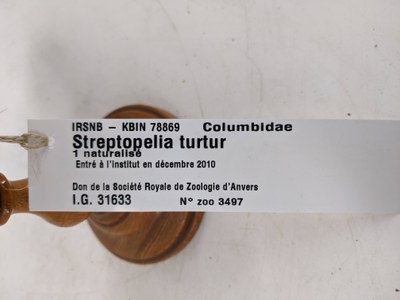 IRSNB – KBIN 78869 Columbidae
Streptopelia turtur
1 naturalisé
Entré à l'institut en décembre 2010
Don de la Société Royale de Zoologie d'Anvers
I.G. 31633 N° zoo 3497